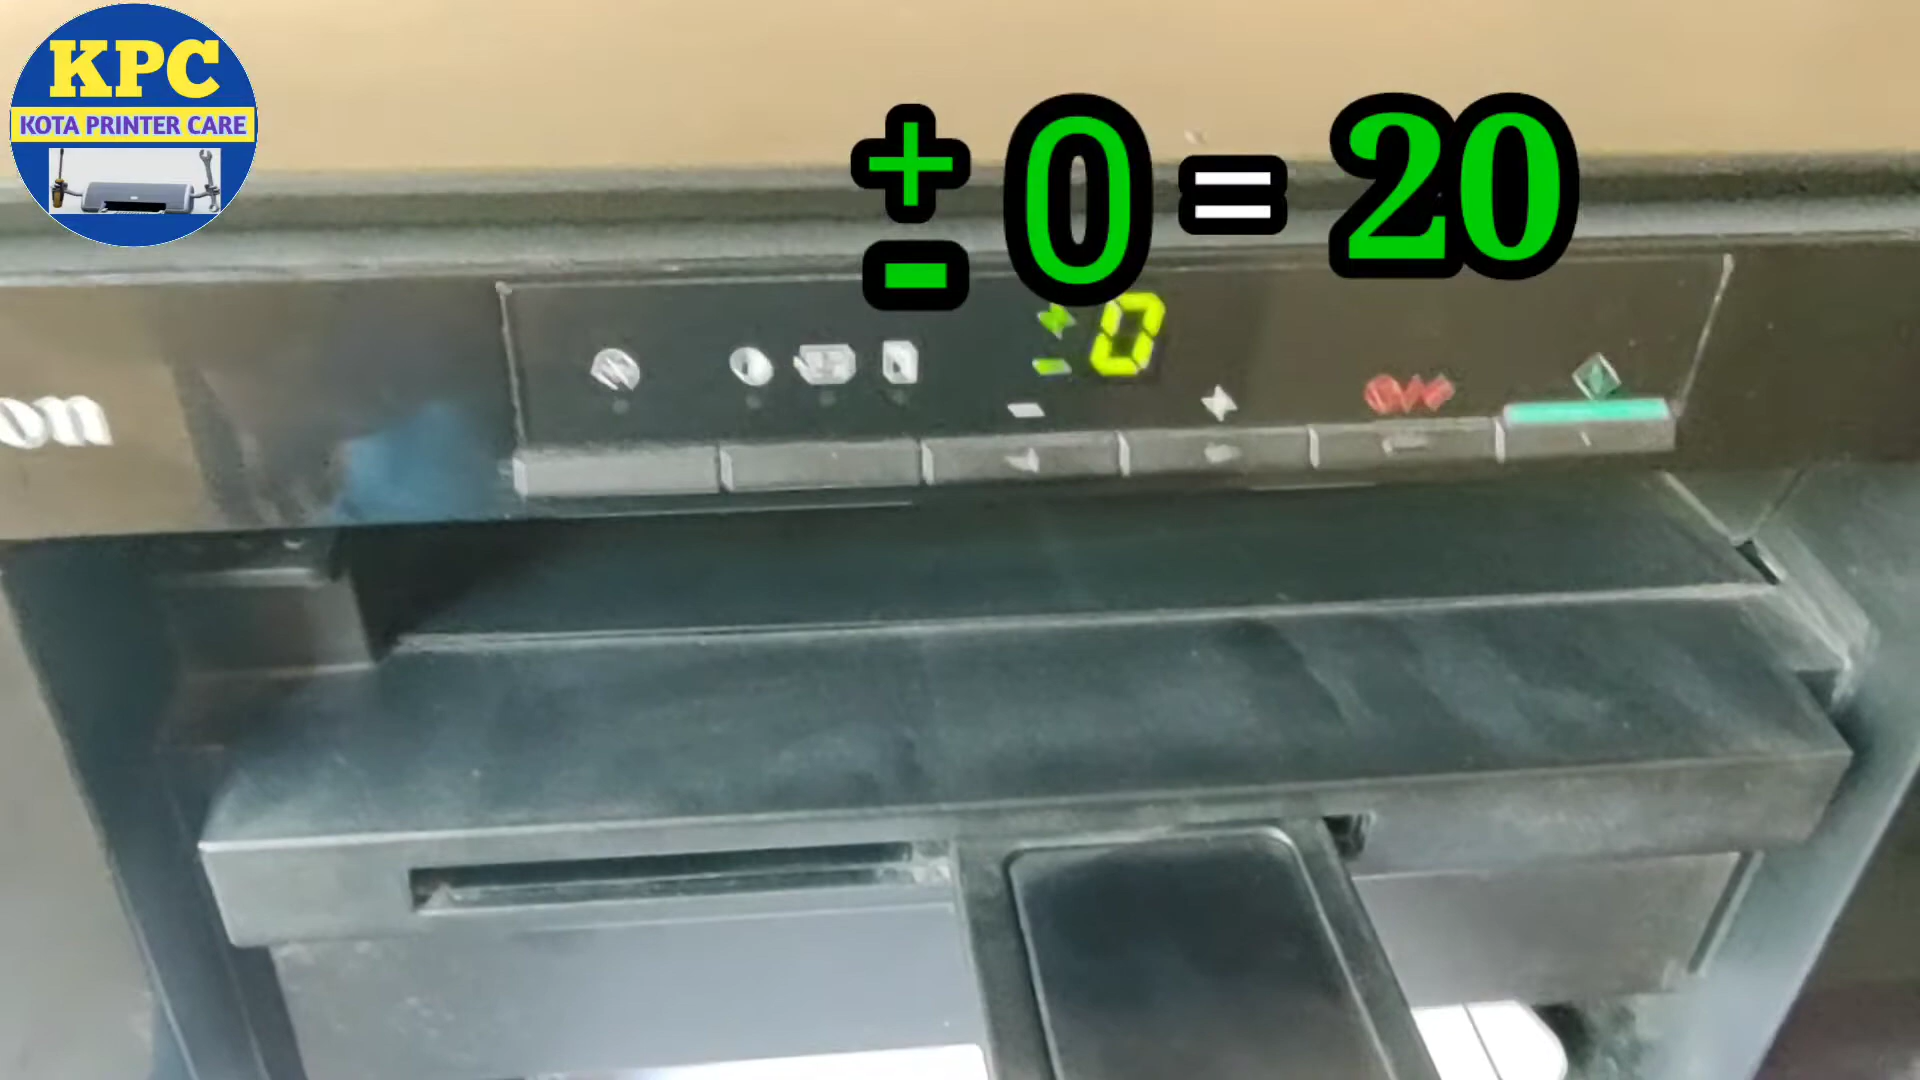 KPC
KOTA PRINTER CARE
± 0 = 20
± 0
on
- +